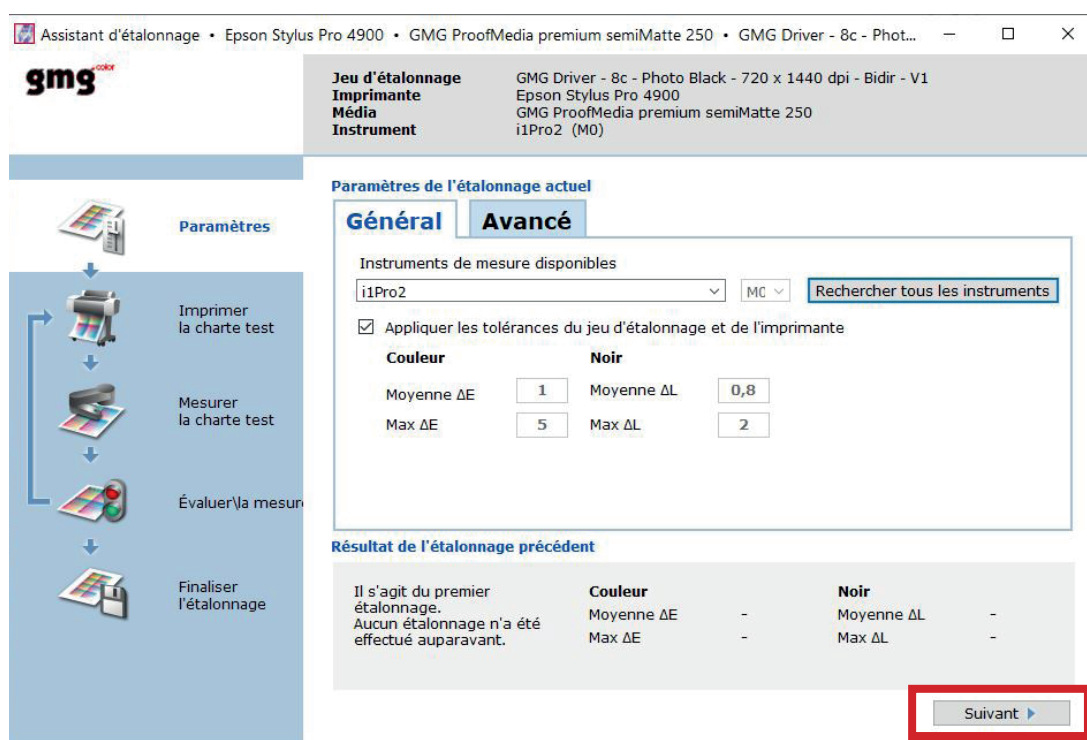 Assistant d'étalonnage • Epson Stylus Pro 4900 • GMG ProofMedia premium semiMatte 250 • GMG Driver - 8c - Phot...
gmg color
Jeu d'étalonnage GMG Driver - 8c - Photo Black - 720 x 1440 dpi - Bidir - V1
Imprimante Epson Stylus Pro 4900
Média GMG ProofMedia premium semiMatte 250
Instrument i1Pro2 (M0)
Paramètres
Imprimer
la charte test
Mesurer
la charte test
Évaluer\la mesur
Finaliser
l'étalonnage
Paramètres de l'étalonnage actuel
Général Avancé
Instruments de mesure disponibles
i1Pro2 Rechercher tous les instruments
Appliquer les tolérances du jeu d'étalonnage et de l'imprimante
Couleur Noir
Moyenne ΔE 1 Moyenne ΔL 0,8
Max ΔE 5 Max ΔL 2
Résultat de l'étalonnage précédent
Il s'agit du premier
étalonnage.
Aucun étalonnage n'a été
effectué auparavant.
Couleur Noir
Moyenne ΔE - Moyenne ΔL -
Max ΔE - Max ΔL -
Suivant